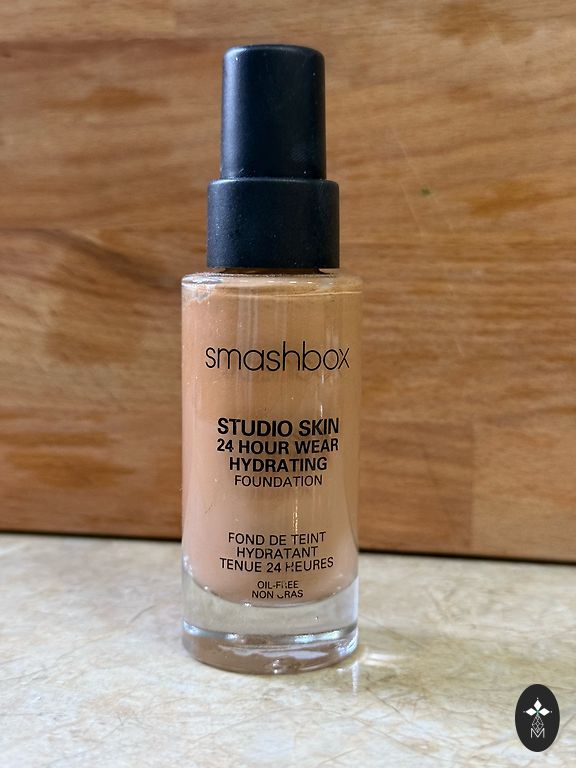 smashbox
STUDIO SKIN
24 HOUR WEAR
HYDRATING
FOUNDATION
FOND DE TEINT
HYDRATANT
TENUE 24 HEURES
OIL-FREE
NON GRAS
M